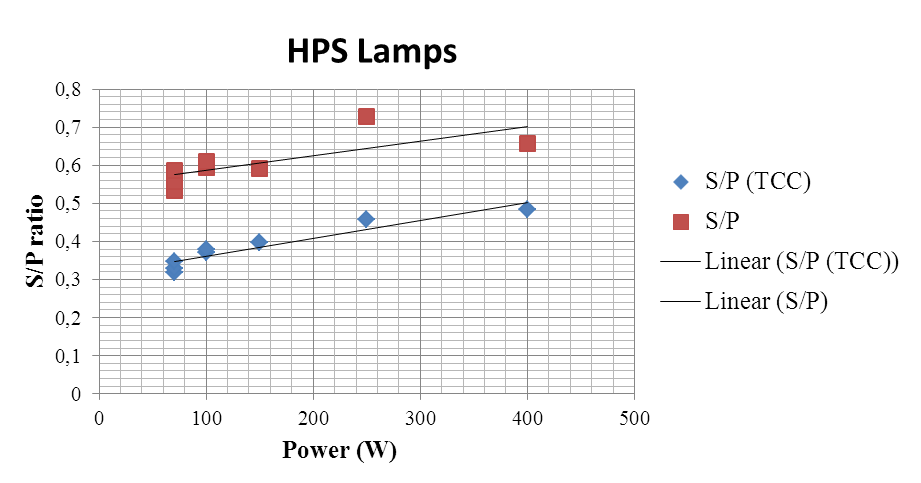 HPS Lamps
0,8
0,7
0,6
0,5
0,4
0,3
0,2
0,1
0
S/P ratio
0 100 200 300 400 500
Power (W)
S/P (TCC)
S/P
Linear (S/P (TCC))
Linear (S/P)